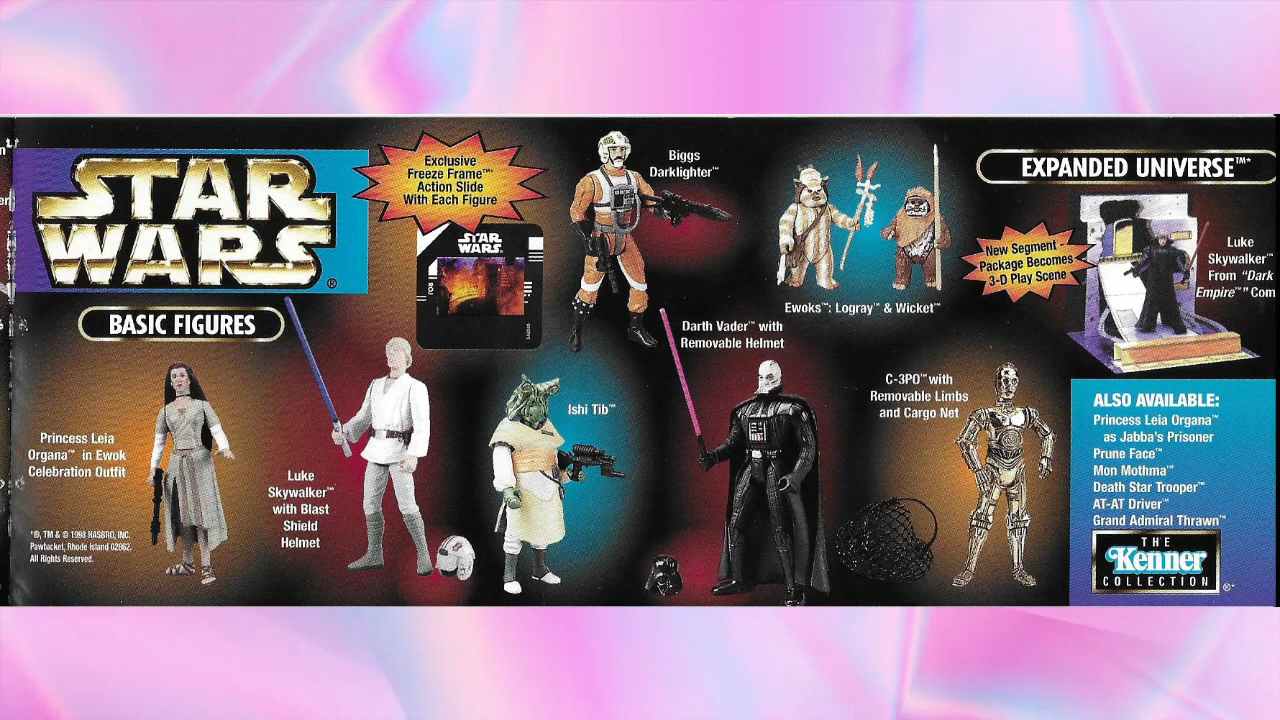 STAR
WARS
®
BASIC FIGURES
Exclusive
Freeze Frame™*
Action Slide
With Each Figure
STAR
WARS
Biggs
Darklighter™
Ewoks™: Logray™ & Wicket™
EXPANDED UNIVERSE™*
New Segment -
Package Becomes
3-D Play Scene
Luke
Skywalker™
From "Dark
Empire™" Com
Princess Leia
Organa™ in Ewok
Celebration Outfit
Luke
Skywalker™
with Blast
Shield
Helmet
Ishi Tib™
Darth Vader™ with
Removable Helmet
C-3PO™ with
Removable Limbs
and Cargo Net
ALSO AVAILABLE:
Princess Leia Organa™
as Jabba's Prisoner
Prune Face™
Mon Mothma™
Death Star Trooper™
AT-AT Driver™
Grand Admiral Thrawn™
THE
Kenner
COLLECTION
®*
*®, TM & © 1998 HASBRO, INC.
Pawtucket, Rhode Island 02862.
All Rights Reserved.